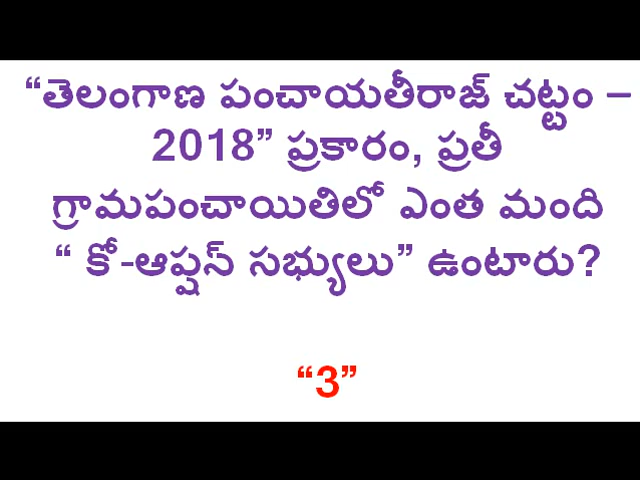 “తెలంగాణ పంచాయతీరాజ్ చట్టం –
2018” ప్రకారం, ప్రతీ
గ్రామపంచాయితిలో ఎంత మంది
“ కో-ఆప్షన్ సభ్యులు” ఉంటారు?
“3”